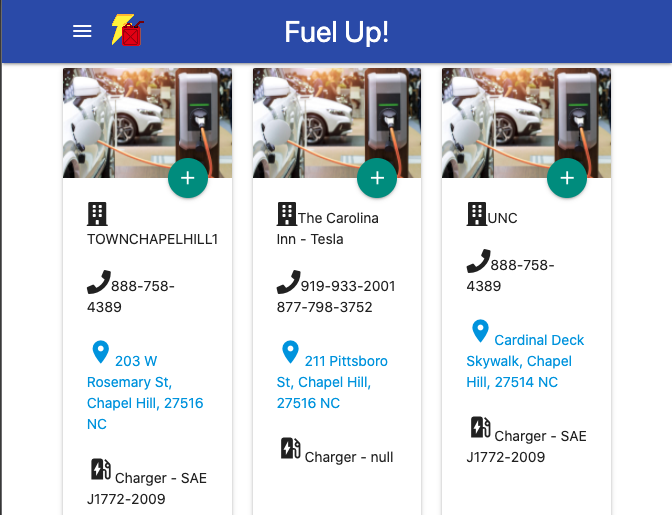 Fuel Up!
TOWNCHAPELHILL1
888-758-
4389
203 W
Rosemary St,
Chapel Hill, 27516
NC
Charger - SAE
J1772-2009
The Carolina
Inn - Tesla
919-933-2001
877-798-3752
211 Pittsboro
St, Chapel Hill,
27516 NC
Charger - null
UNC
888-758-
4389
Cardinal Deck
Skywalk, Chapel
Hill, 27514 NC
Charger - SAE
J1772-2009